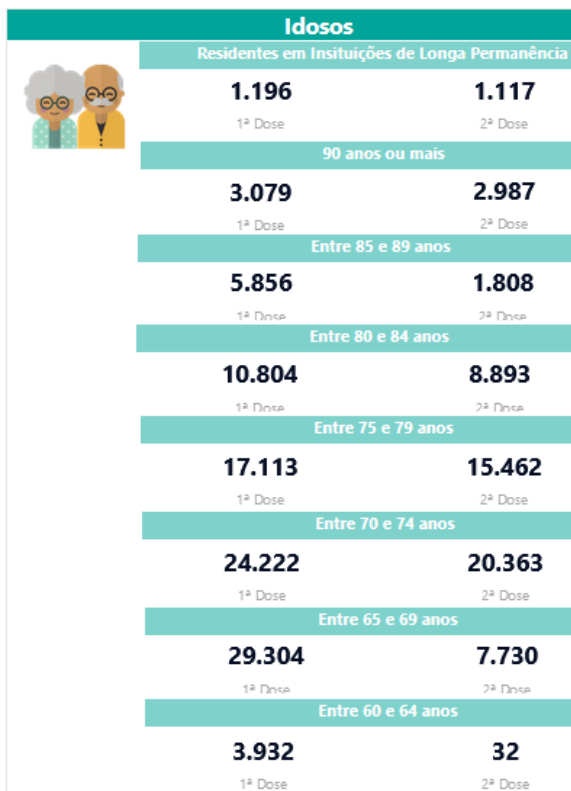 Idosos
Residentes em Insituições de Longa Permanência
1.196 1.117
1ª Dose 2ª Dose
90 anos ou mais
3.079 2.987
1ª Dose 2ª Dose
Entre 85 e 89 anos
5.856 1.808
1ª Dose 2ª Dose
Entre 80 e 84 anos
10.804 8.893
1ª Dose 2ª Dose
Entre 75 e 79 anos
17.113 15.462
1ª Dose 2ª Dose
Entre 70 e 74 anos
24.222 20.363
1ª Dose 2ª Dose
Entre 65 e 69 anos
29.304 7.730
1ª Dose 2ª Dose
Entre 60 e 64 anos
3.932 32
1ª Dose 2ª Dose